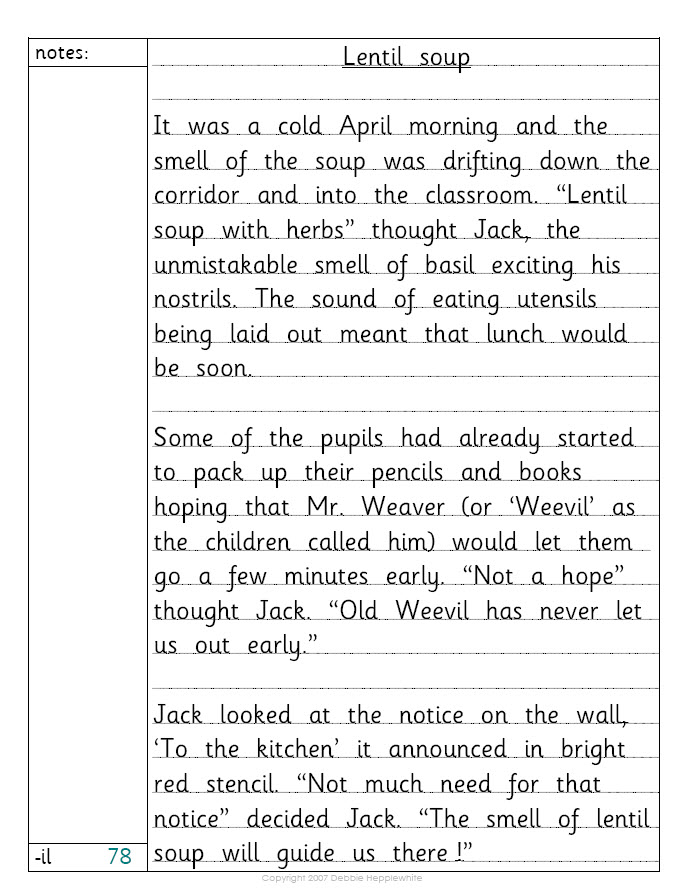 notes:
Lentil soup
It was a cold April morning and the
smell of the soup was drifting down the
corridor and into the classroom. “Lentil
soup with herbs” thought Jack, the
unmistakable smell of basil exciting his
nostrils. The sound of eating utensils
being laid out meant that lunch would
be soon.
Some of the pupils had already started
to pack up their pencils and books
hoping that Mr. Weaver (or ‘Weevil’ as
the children called him) would let them
go a few minutes early. “Not a hope”
thought Jack. “Old Weevil has never let
us out early.”
Jack looked at the notice on the wall,
‘To the kitchen’ it announced in bright
red stencil. “Not much need for that
notice” decided Jack. “The smell of lentil
soup will guide us there !”
-il 78
Copyright 2007 Debbie Hepplewhite